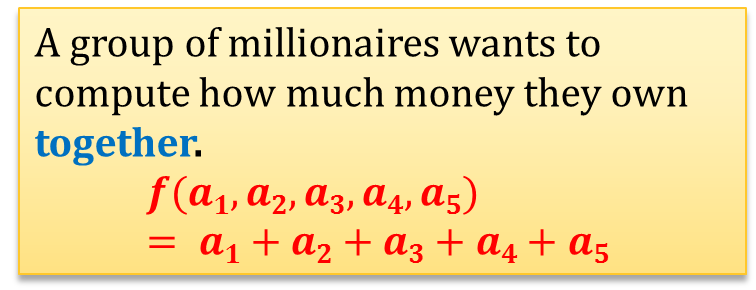 A group of millionaires wants to
compute how much money they own
together.
f(a₁, a₂, a₃, a₄, a₅)
= a₁ + a₂ + a₃ + a₄ + a₅